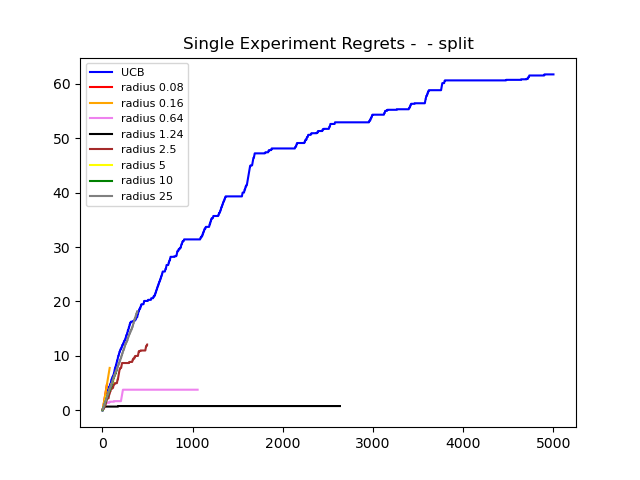 Single Experiment Regrets -  - split
UCB
radius 0.08
radius 0.16
radius 0.64
radius 1.24
radius 2.5
radius 5
radius 10
radius 25
60
50
40
30
20
10
0
0 1000 2000 3000 4000 5000